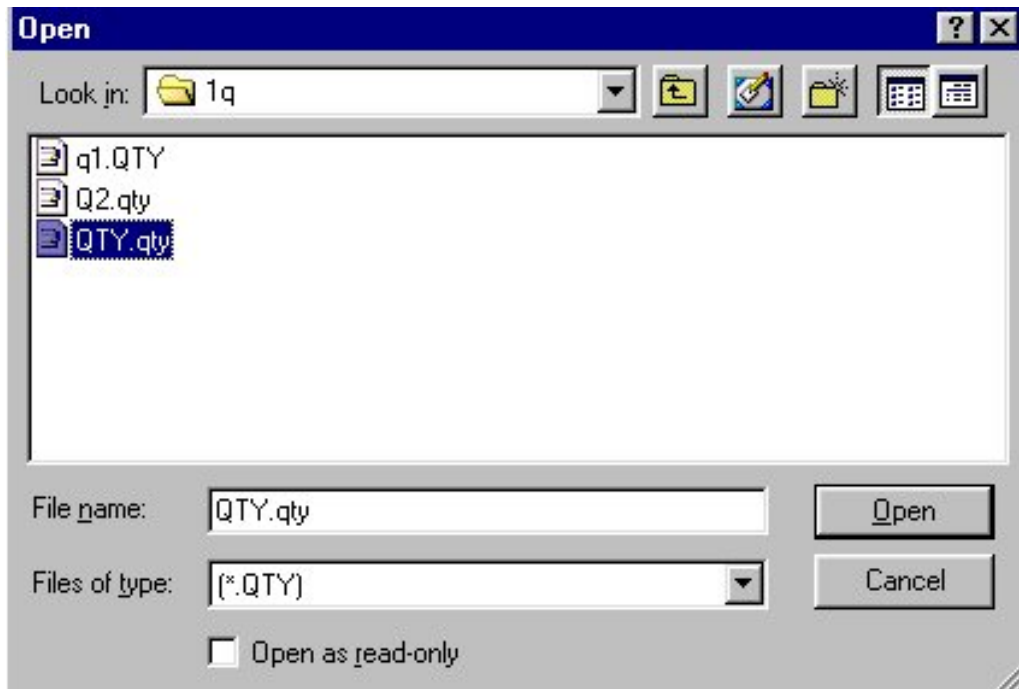 Open
Look in: 1q
q1.QTY
Q2.qty
QTY.qty
File name: QTY.qty Open
Files of type: (*.QTY) Cancel
Open as read-only